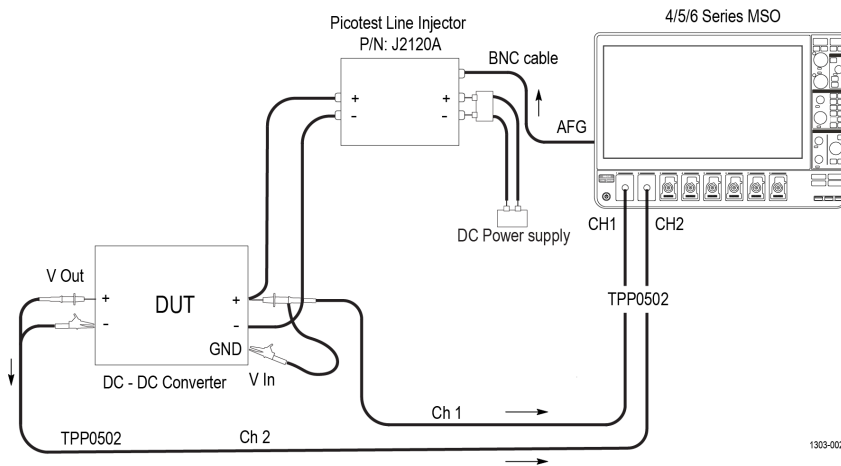 4/5/6 Series MSO
Picotest Line Injector
P/N: J2120A
BNC cable
+
-
+
-
AFG
DC Power supply
CH1
CH2
TPP0502
V Out
+
-
DUT
+
-
GND
V In
DC - DC Converter
Ch 1
TPP0502
Ch 2
1303-002